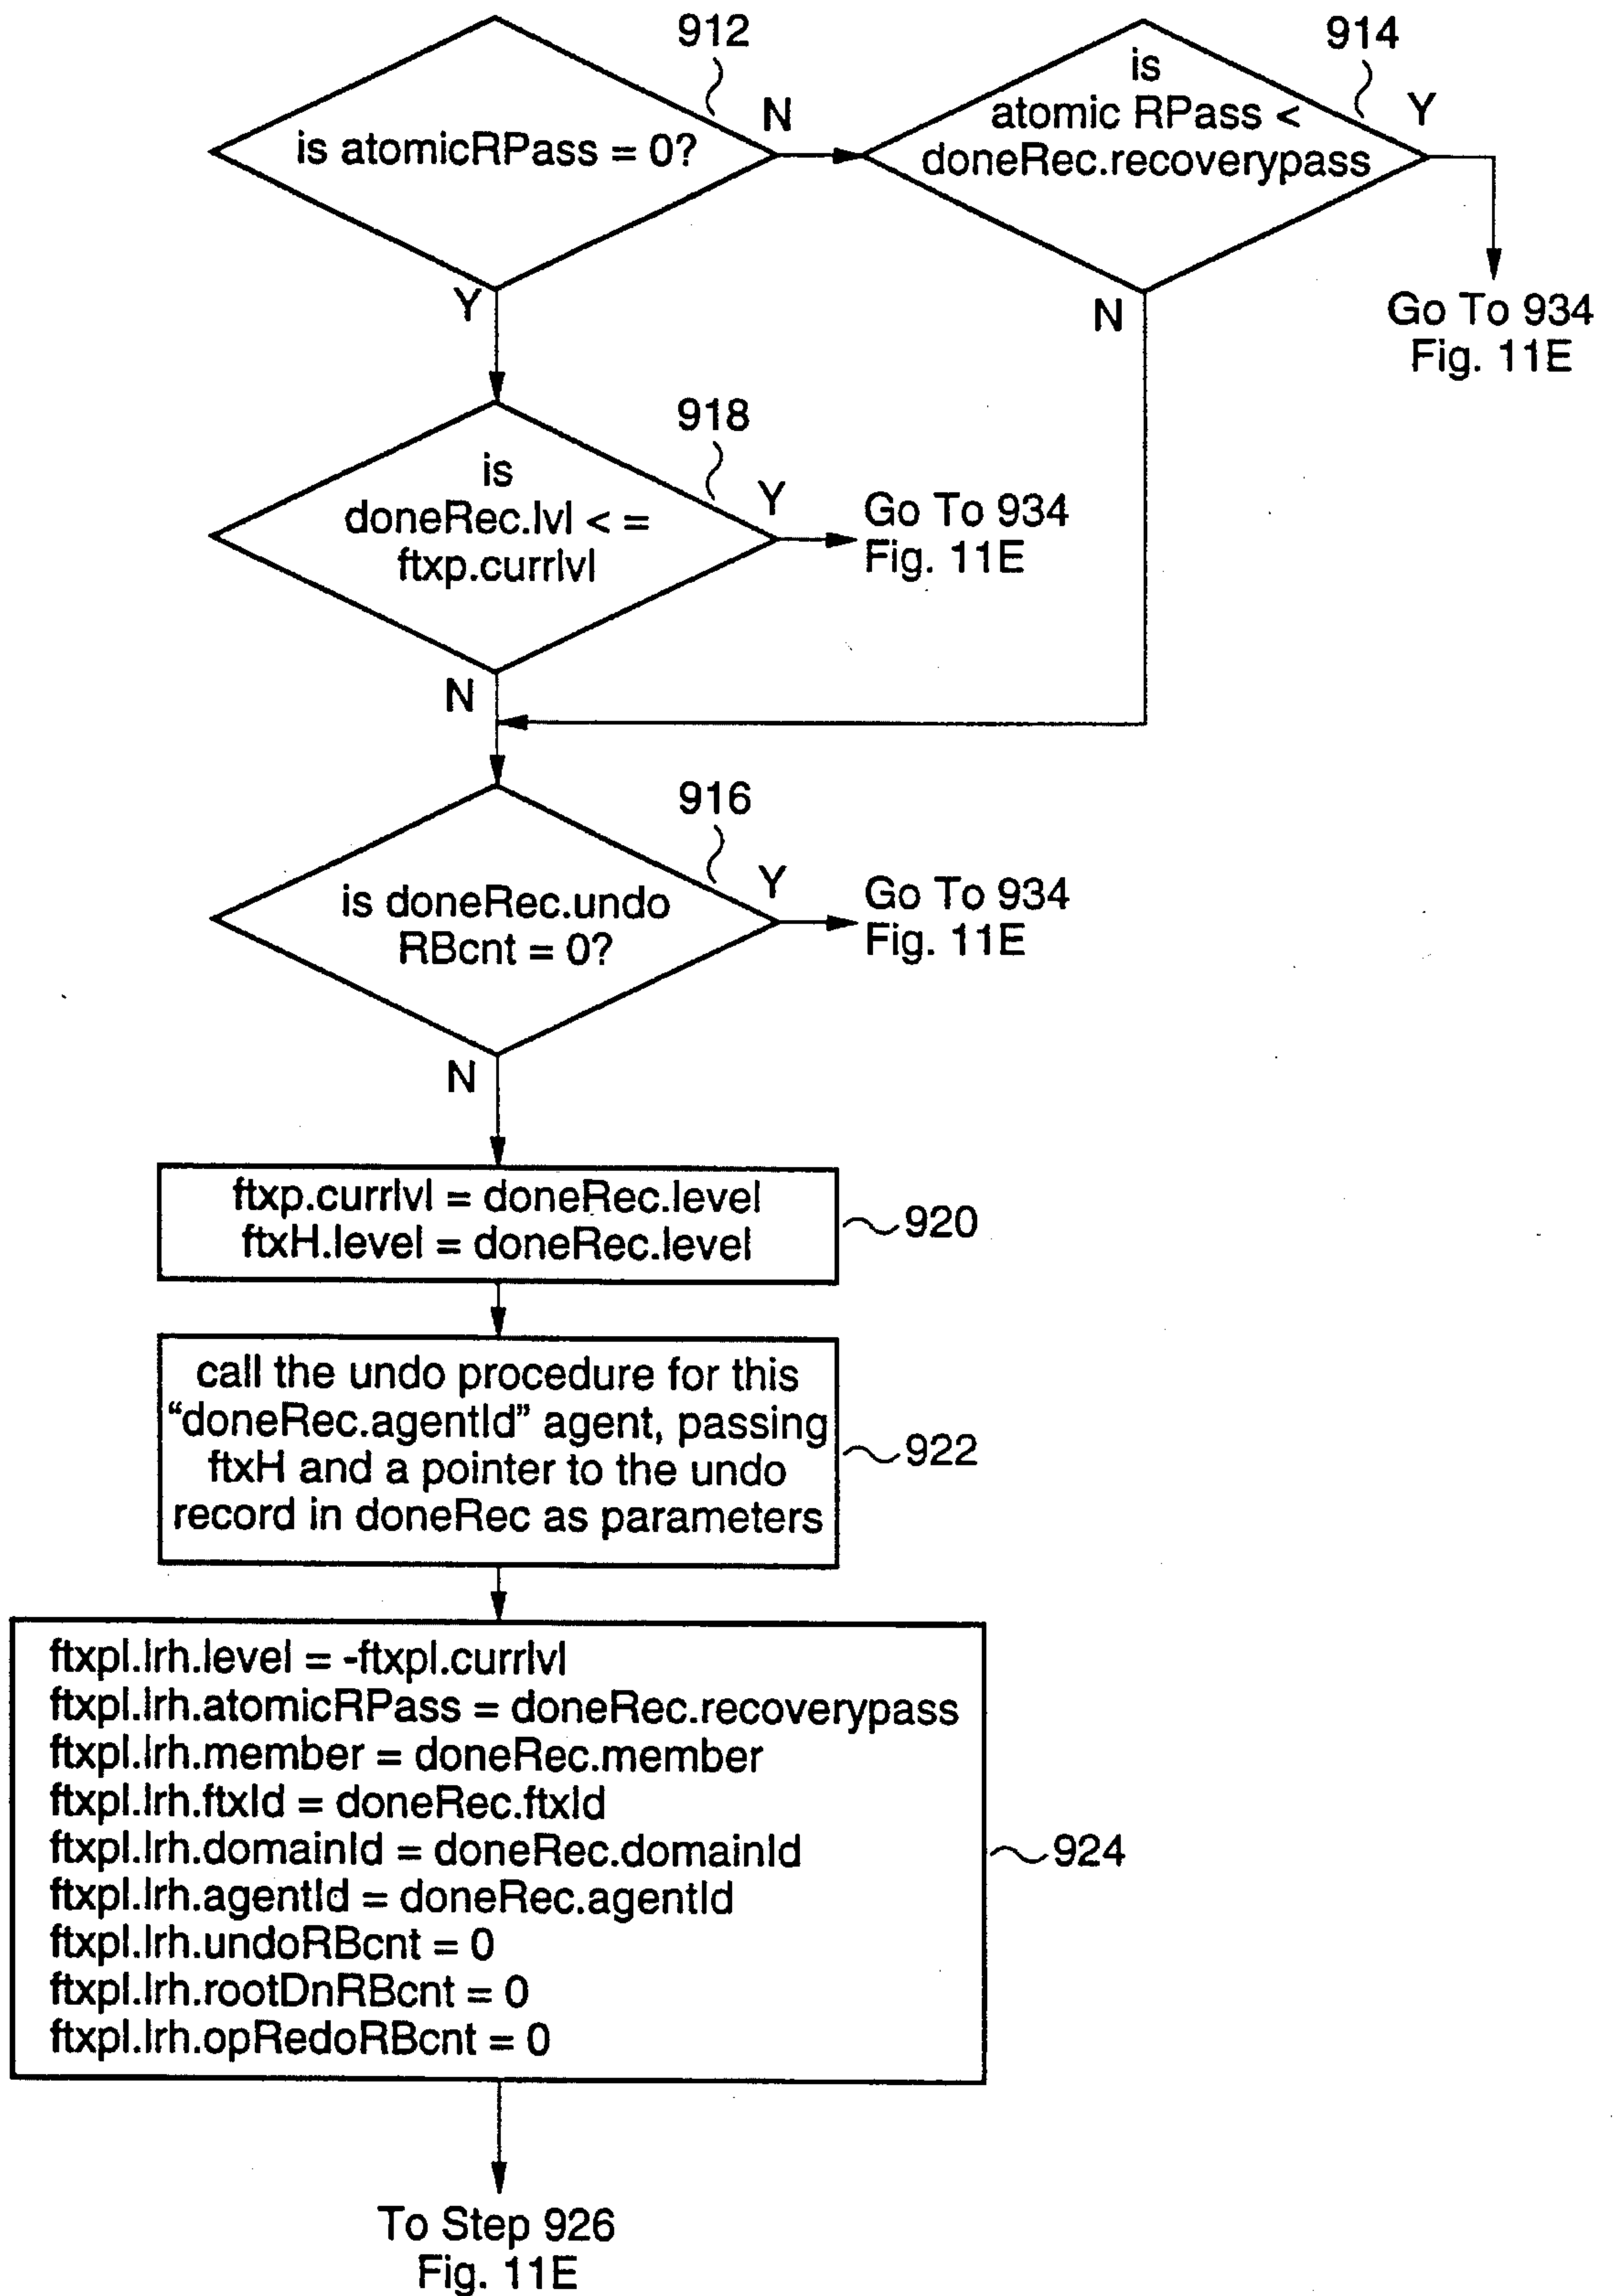 912
is atomicRPass = 0?
N
914
is
atomic RPass <
doneRec.recoverypass
Y
Go To 934
Fig. 11E
Y
N
918
is
doneRec.lvl < =
ftxp.currlvl
Y
Go To 934
Fig. 11E
N
916
is doneRec.undo
RBcnt = 0?
Y
Go To 934
Fig. 11E
N
ftxp.currlvl = doneRec.level
ftxH.level = doneRec.level
920
call the undo procedure for this
“doneRec.agentId” agent, passing
ftxH and a pointer to the undo
record in doneRec as parameters
922
ftxpl.lrh.level = -ftxpl.currlvl
ftxpl.lrh.atomicRPass = doneRec.recoverypass
ftxpl.lrh.member = doneRec.member
ftxpl.lrh.ftxId = doneRec.ftxId
ftxpl.lrh.domainId = doneRec.domainId
ftxpl.lrh.agentId = doneRec.agentId
ftxpl.lrh.undoRBcnt = 0
ftxpl.lrh.rootDnRBcnt = 0
ftxpl.lrh.opRedoRBcnt = 0
924
To Step 926
Fig. 11E